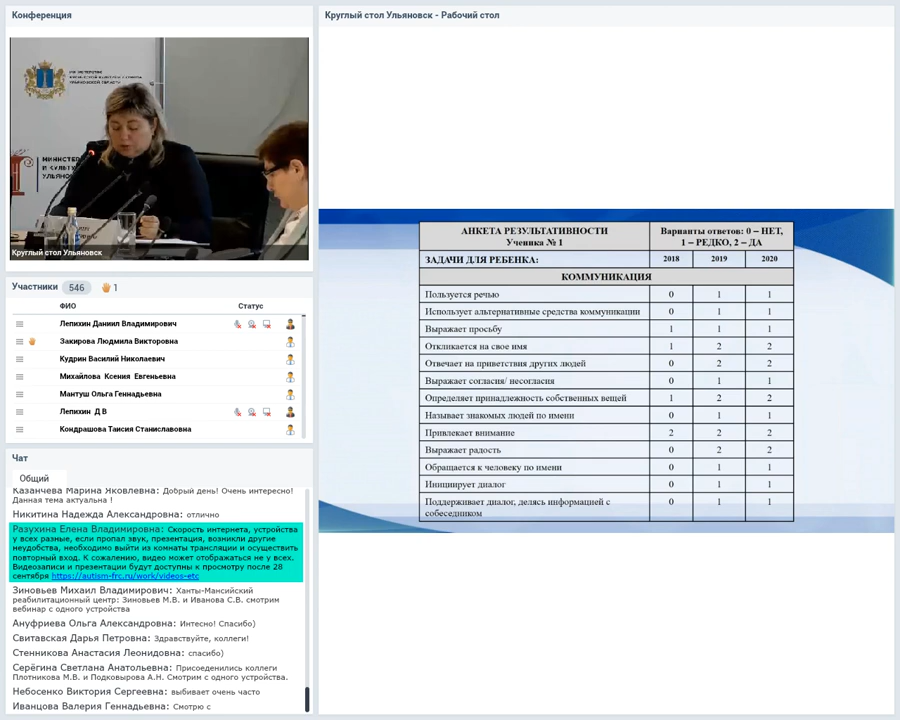 Конференция
Круглый стол Ульяновск - Рабочий стол
МИНИСТЕ
И КУЛЬТУ
УЛЬЯНО
Круглый стол Ульяновск
Участники 546 1
ФИО Статус
Лепихин Даниил Владимирович
Закирова Людмила Викторовна
Кудрин Василий Николаевич
Михайлова Ксения Евгеньевна
Мантуш Ольга Геннадьевна
Лепихин Д В
Кондрашова Таисия Станиславовна
Чат
Общий
Казанчева Марина Яковлевна: Добрый день! Очень интересно!
Данная тема актуальна !
Никитина Надежда Александровна: отлично
Разухина Елена Владимировна: Скорость интернета, устройства
у всех разные, если пропал звук, презентация, возникли другие
неудобства, необходимо выйти из комнаты трансляции и осуществить
повторный вход. К сожалению, видео может отображаться не у всех.
Видеозаписи и презентации будут доступны к просмотру после 28
сентября https://autism-frc.ru/work/videos-etc
Зиновьев Михаил Владимирович: Ханты-Мансийский
реабилитационный центр: Зиновьев М.В. и Иванова С.В. смотрим
вебинар с одного устройства
Ануфриева Ольга Александровна: Интесно! Спасибо)
Свитавская Дарья Петровна: Здравствуйте, коллеги!
Стенникова Анастасия Леонидовна: спасибо)
Серёгина Светлана Анатольевна: Присоеденились коллеги
Плотникова М.В. и Подковырова А.Н. Смотрим с одного устройства.
Небосенко Виктория Сергеевна: выбивает очень часто
Иванцова Валерия Геннадьевна: Смотрю с
АНКЕТА РЕЗУЛЬТАТИВНОСТИ
Ученика № 1
Варианты ответов: 0 – НЕТ,
1 – РЕДКО, 2 – ДА
ЗАДАЧИ ДЛЯ РЕБЕНКА: 2018 2019 2020
КОММУНИКАЦИЯ
Пользуется речью 0 1 1
Использует альтернативные средства коммуникации 0 1 1
Выражает просьбу 1 1 1
Откликается на свое имя 1 2 2
Отвечает на приветствия других людей 0 2 2
Выражает согласия/ несогласия 0 1 1
Определяет принадлежность собственных вещей 1 2 2
Называет знакомых людей по имени 0 1 1
Привлекает внимание 2 2 2
Выражает радость 0 2 2
Обращается к человеку по имени 0 1 1
Инициирует диалог 0 1 1
Поддерживает диалог, делясь информацией с
собеседником 0 1 1